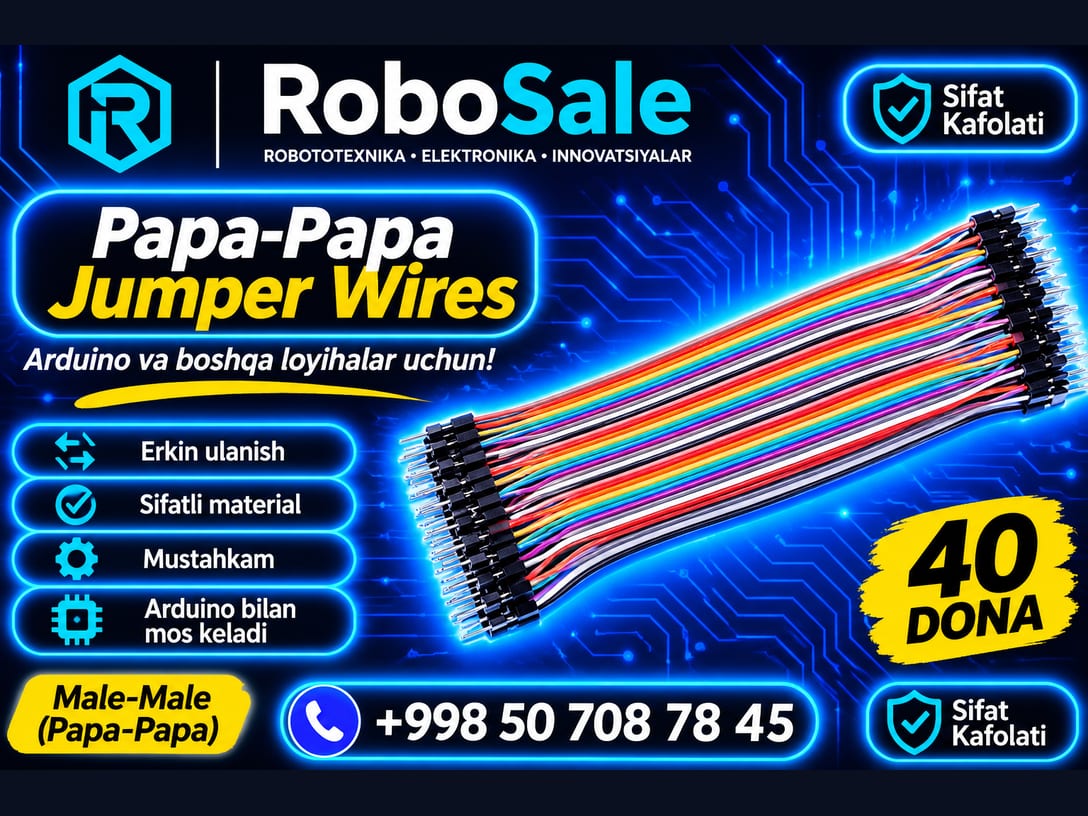 RoboSale
ROBOTOTEXNIKA • ELEKTRONIKA • INNOVATSIYALAR
Sifat
Kafolati
Papa-Papa
Jumper Wires
Arduino va boshqa loyihalar uchun!
Erkin ulanish
Sifatli material
Mustahkam
Arduino bilan
mos keladi
40
DONA
Male-Male
(Papa-Papa)
+998 50 708 78 45
Sifat
Kafolati